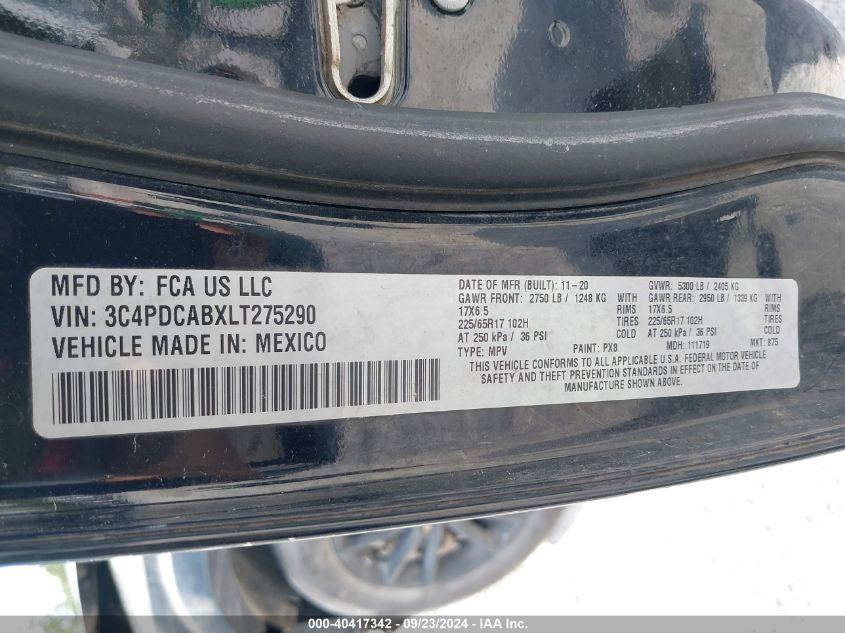 MFD BY: FCA US LLC
VIN: 3C4PDCABXLT275290
VEHICLE MADE IN: MEXICO
DATE OF MFR (BUILT): 11-20 GVWR: 5300 LB / 2405 KG
GAWR FRONT: 2750 LB / 1248 KG WITH GAWR REAR: 2950 LB / 1339 KG WITH
17X6.5 RIMS 17X6.5 RIMS
225/65R17 102H TIRES 225/65R17 102H TIRES
AT 250 kPa / 36 PSI COLD AT 250 kPa / 36 PSI COLD
TYPE: MPV PAINT: PX8 MDH: 111719 MKT: 875
THIS VEHICLE CONFORMS TO ALL APPLICABLE U.S.A. FEDERAL MOTOR VEHICLE
SAFETY AND THEFT PREVENTION STANDARDS IN EFFECT ON THE DATE OF
MANUFACTURE SHOWN ABOVE.
000-40417342 - 09/23/2024 - IAAI.com